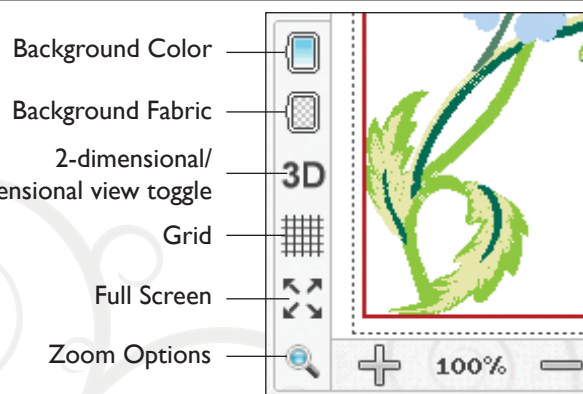 Background Color
Background Fabric
2-dimensional/
ensional view toggle
3D
Grid
Full Screen
Zoom Options
100%